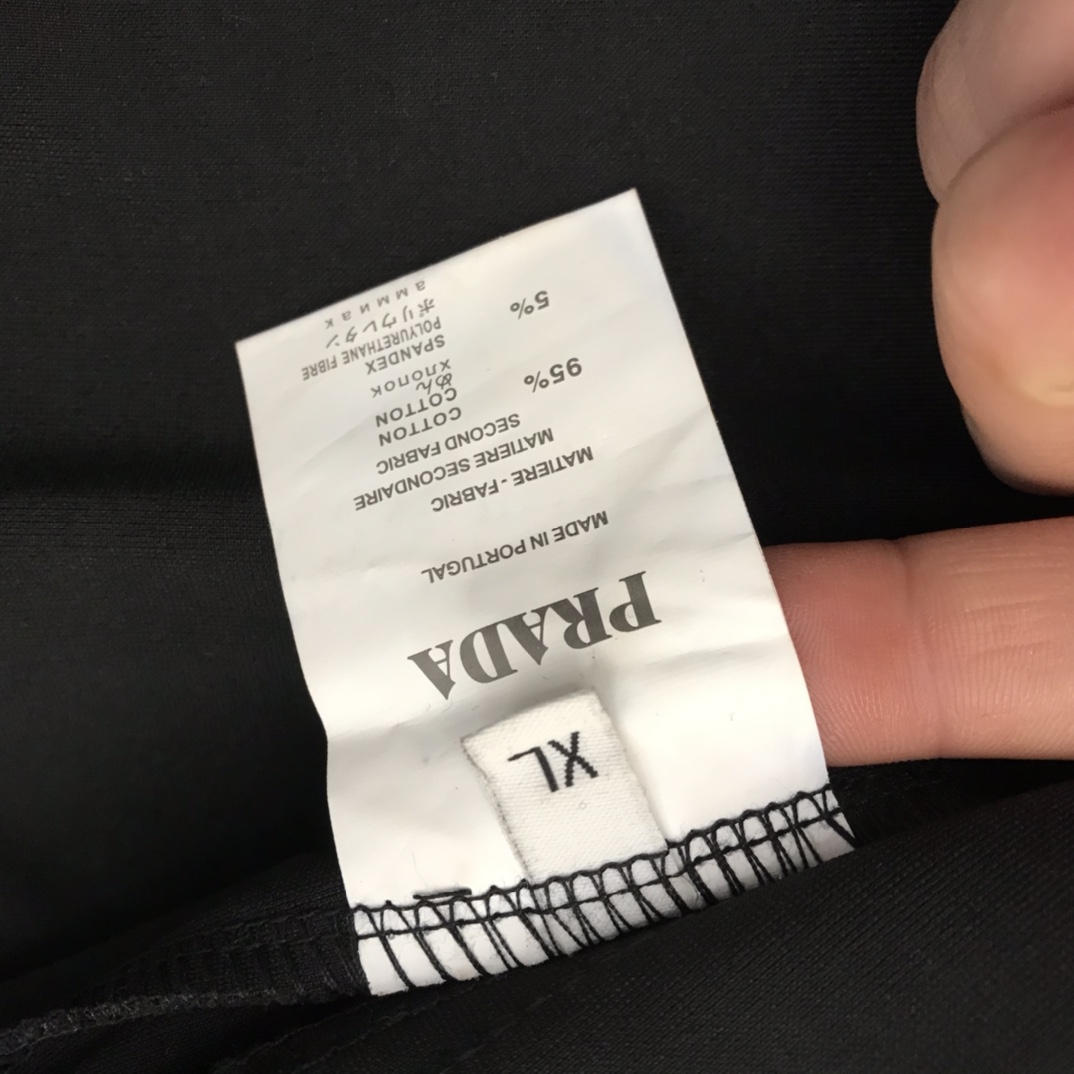 XL
PRADA
MADE IN PORTUGAL
MATIERE - FABRIC
MATIERE SECONDAIRE
SECOND FABRIC
COTTON
95% COTTON
めん
хлопок
SPANDEX
5% POLYURETHANE FIBRE
ポリウレタン
аммиак